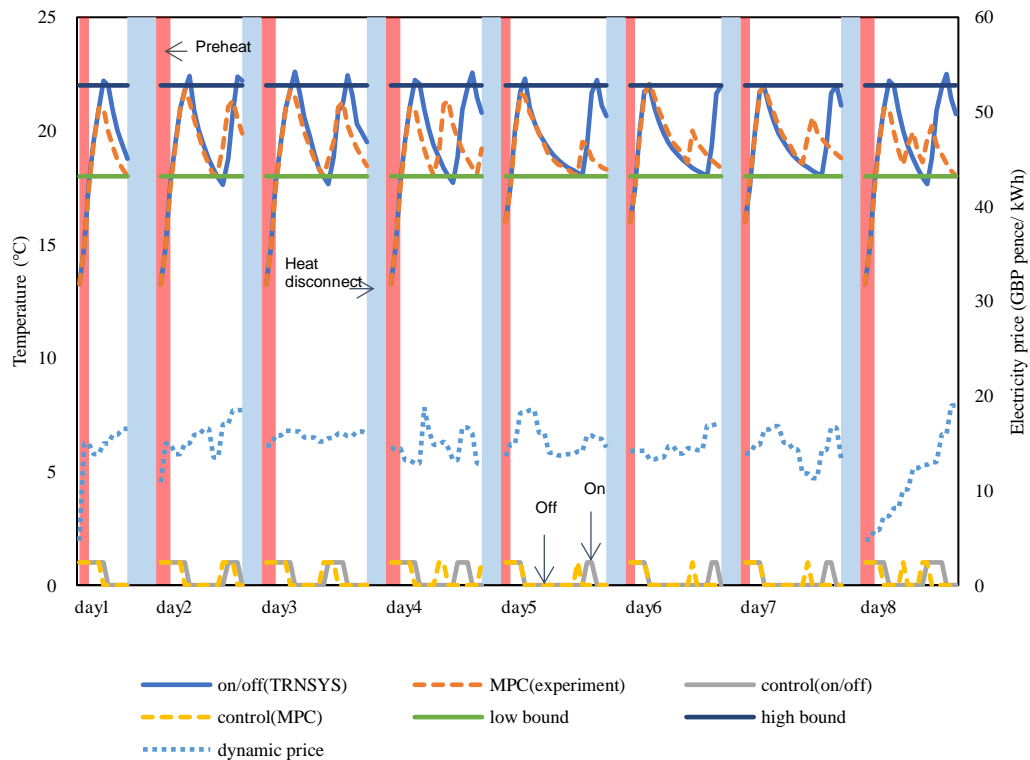 25
20
15
10
5
0
Temperature (℃)
60
50
40
30
20
10
0
Electricity price (GBP pence/ kWh)
Preheat
Heat
disconnect
Off
On
day1
day2
day3
day4
day5
day6
day7
day8
on/off(TRNSYS)
MPC(experiment)
control(on/off)
control(MPC)
low bound
high bound
dynamic price